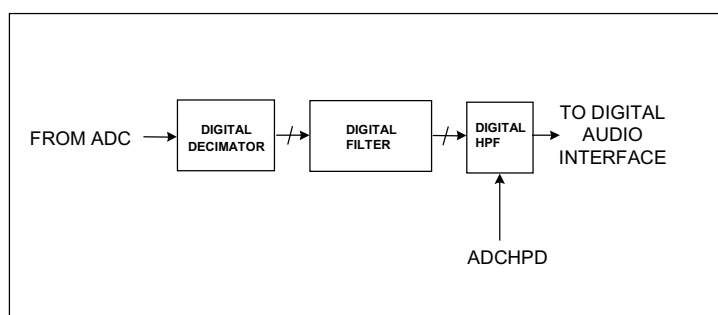 FROM ADC
DIGITAL
DECIMATOR
DIGITAL
FILTER
DIGITAL
HPF
TO DIGITAL
AUDIO
INTERFACE
ADCHPD